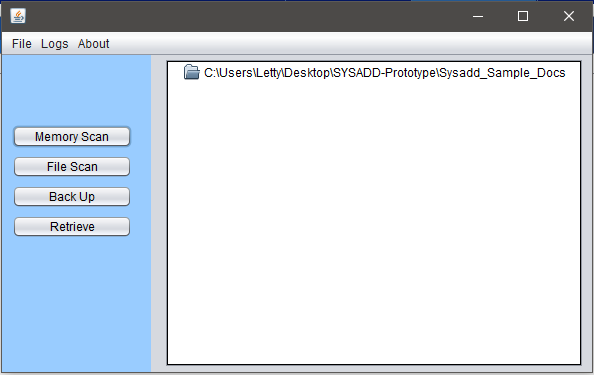 File Logs About
C:\Users\Letty\Desktop\SYSADD-Prototype\Sysadd_Sample_Docs
Memory Scan
File Scan
Back Up
Retrieve